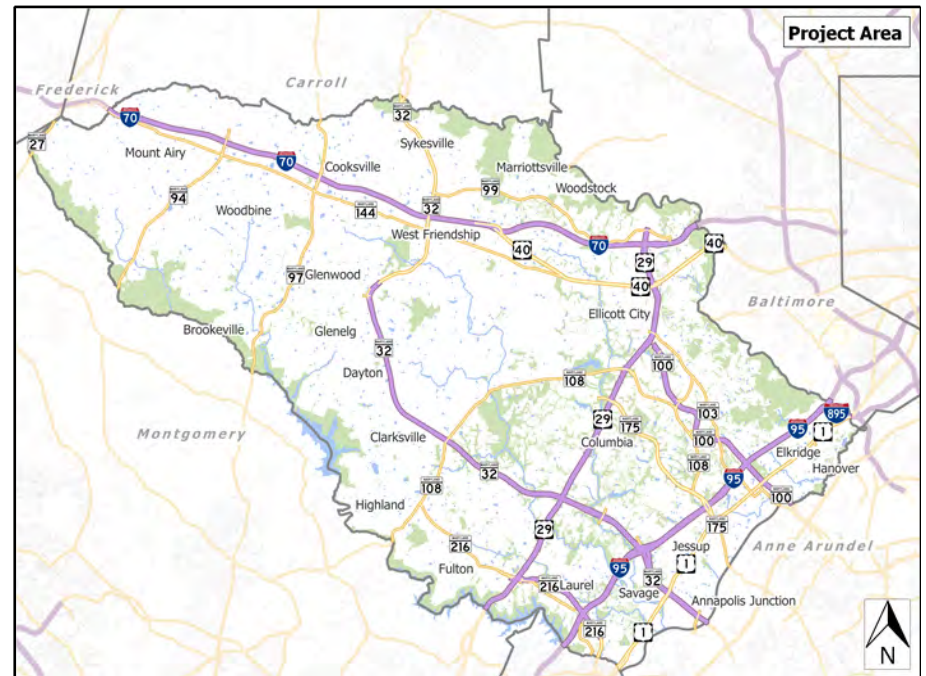 Project Area
Frederick
Carroll
70
32
27
Mount Airy
Sykesville
70
Cooksville
Marriottsville
99
Woodstock
94
144
32
Woodbine
West Friendship
40
70
40
29
97
Glenwood
40
Baltimore
Ellicott City
Brookeville
Glenelg
32
100
Dayton
108
29
175
103
895
95
1
Montgomery
Clarksville
Columbia
100
Elkridge
32
108
Hanover
108
95
100
Highland
29
175
216
Jessup
Anne Arundel
Fulton
95
1
216
Laurel
Savage
32
Annapolis Junction
216
1
N